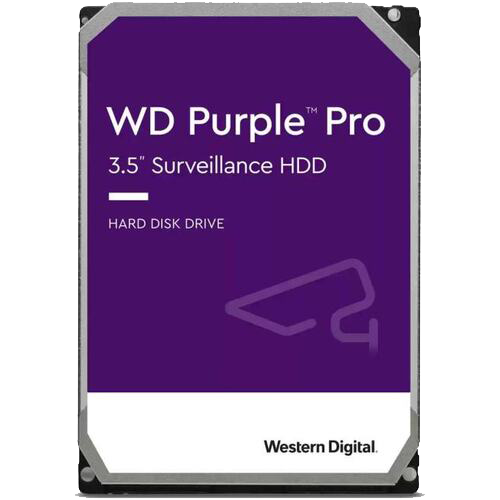 WD Purple™ Pro
3.5" Surveillance HDD
HARD DISK DRIVE
Western Digital.